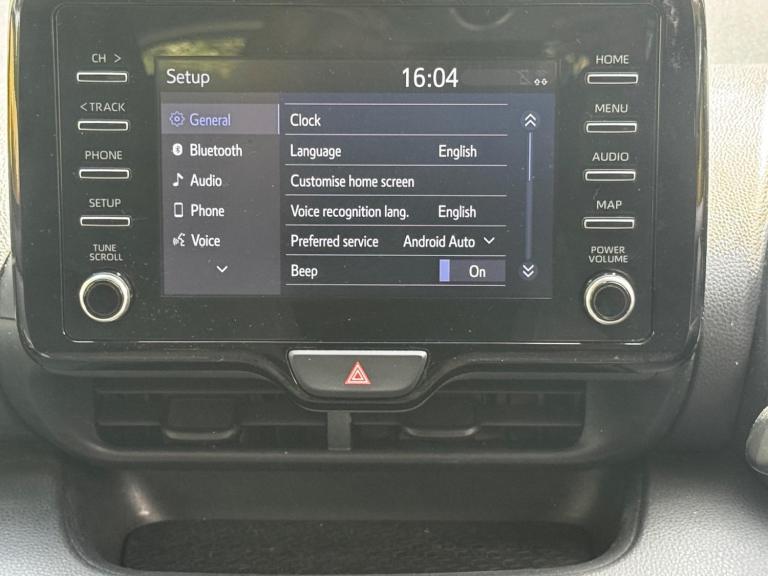 CH >
< TRACK
PHONE
SETUP
TUNE
SCROLL
Setup 16:04
General
Bluetooth
Audio
Phone
Voice
Clock
Language English
Customise home screen
Voice recognition lang. English
Preferred service Android Auto
Beep On
HOME
MENU
AUDIO
MAP
POWER
VOLUME